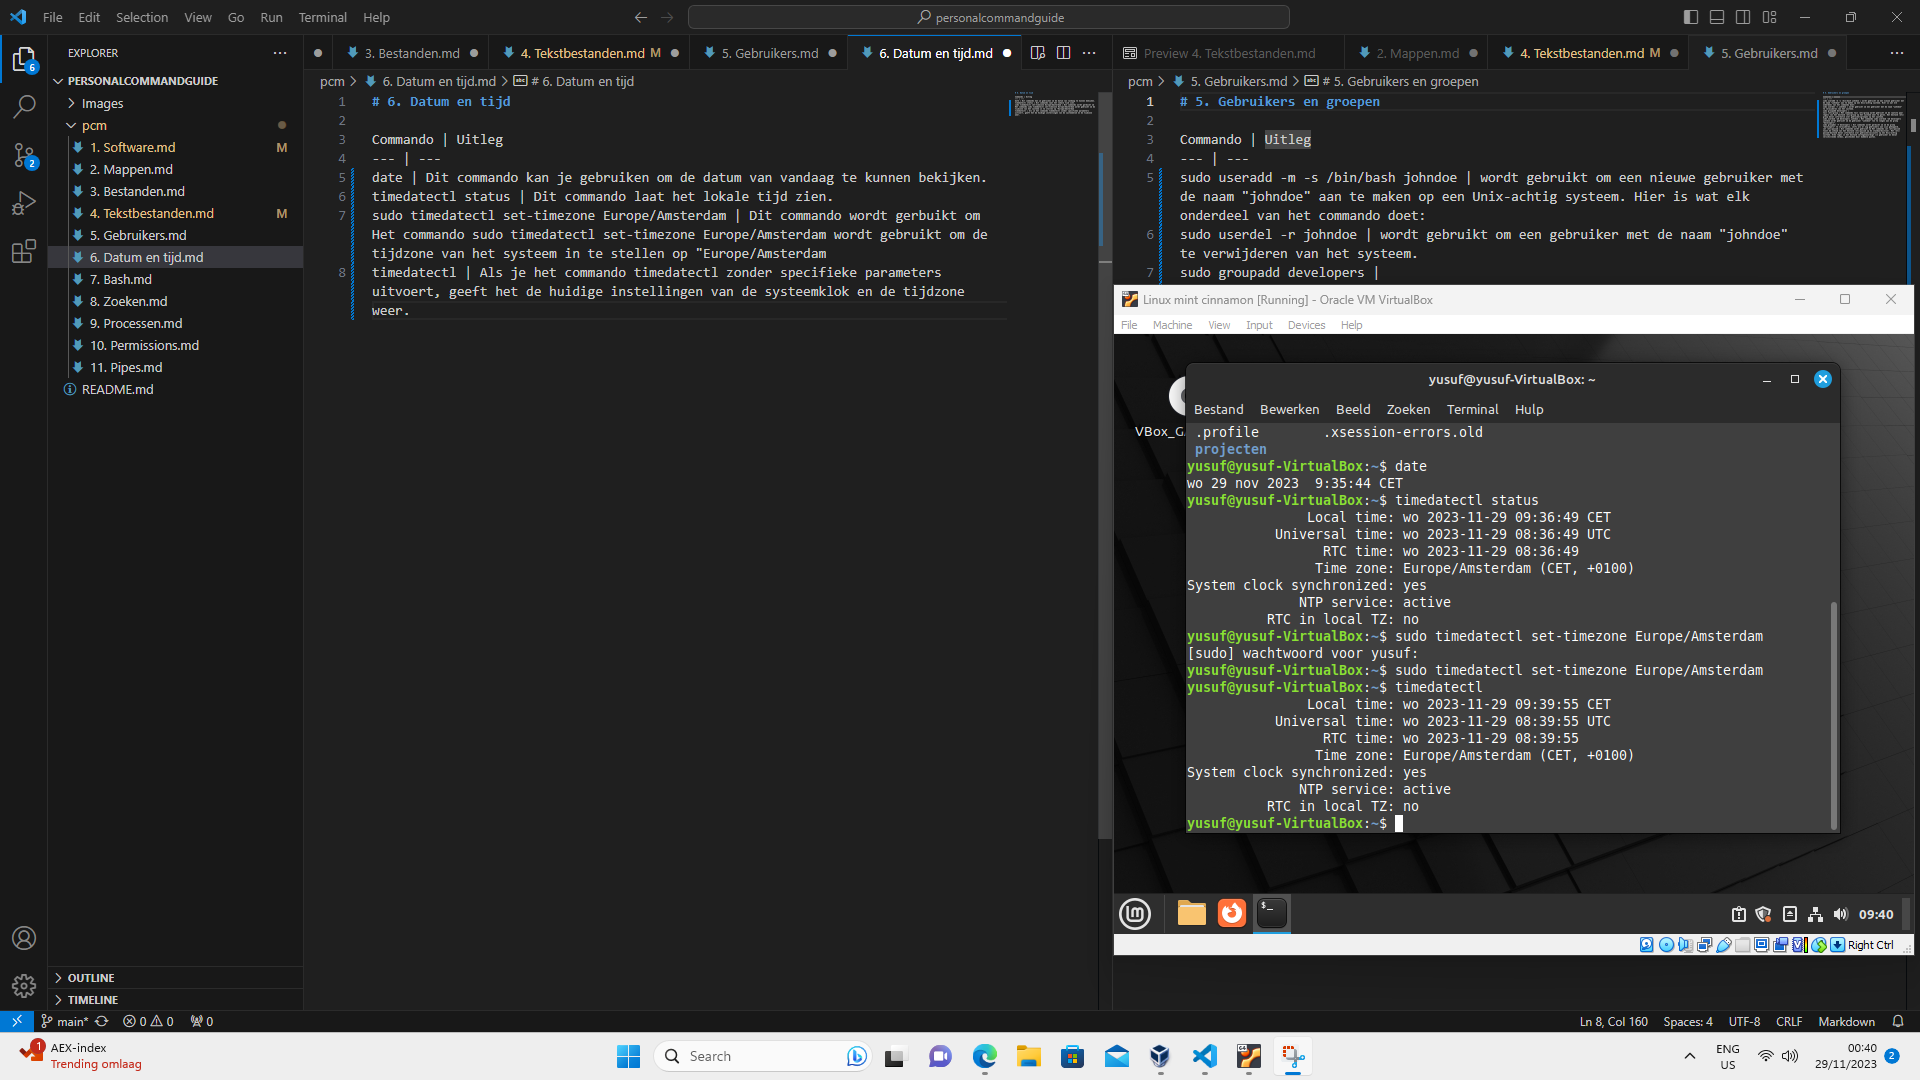 File Edit Selection View Go Run Terminal Help
personalcommandguide
EXPLORER
PERSONALCOMMANDGUIDE
Images
pcm
1. Software.md M
2. Mappen.md
3. Bestanden.md
4. Tekstbestanden.md M
5. Gebruikers.md
6. Datum en tijd.md
7. Bash.md
8. Zoeken.md
9. Processen.md
10. Permissions.md
11. Pipes.md
README.md
OUTLINE
TIMELINE
6
2
3. Bestanden.md 4. Tekstbestanden.md M 5. Gebruikers.md 6. Datum en tijd.md
pcm > 6. Datum en tijd.md > # 6. Datum en tijd
1 # 6. Datum en tijd
2
3 Commando | Uitleg
4 --- | ---
5 date | Dit commando kan je gebruiken om de datum van vandaag te kunnen bekijken.
6 timedatectl status | Dit commando laat het lokale tijd zien.
7 sudo timedatectl set-timezone Europe/Amsterdam | Dit commando wordt gerbuikt om
Het commando sudo timedatectl set-timezone Europe/Amsterdam wordt gebruikt om de
tijdzone van het systeem in te stellen op "Europe/Amsterdam
8 timedatectl | Als je het commando timedatectl zonder specifieke parameters
uitvoert, geeft het de huidige instellingen van de systeemklok en de tijdzone
weer.
Preview 4. Tekstbestanden.md 2. Mappen.md 4. Tekstbestanden.md M 5. Gebruikers.md
pcm > 5. Gebruikers.md > # 5. Gebruikers en groepen
1 # 5. Gebruikers en groepen
2
3 Commando | Uitleg
4 --- | ---
5 sudo useradd -m -s /bin/bash johndoe | wordt gebruikt om een nieuwe gebruiker met
de naam "johndoe" aan te maken op een Unix-achtig systeem. Hier is wat elk
onderdeel van het commando doet:
6 sudo userdel -r johndoe | wordt gebruikt om een gebruiker met de naam "johndoe"
te verwijderen van het systeem.
7 sudo groupadd developers |
Linux mint cinnamon [Running] - Oracle VM VirtualBox
File Machine View Input Devices Help
VBox_G
yusuf@yusuf-VirtualBox: ~
Bestand Bewerken Beeld Zoeken Terminal Hulp
.profile .xsession-errors.old
projecten
yusuf@yusuf-VirtualBox:~$ date
wo 29 nov 2023 9:35:44 CET
yusuf@yusuf-VirtualBox:~$ timedatectl status
Local time: wo 2023-11-29 09:36:49 CET
Universal time: wo 2023-11-29 08:36:49 UTC
RTC time: wo 2023-11-29 08:36:49
Time zone: Europe/Amsterdam (CET, +0100)
System clock synchronized: yes
NTP service: active
RTC in local TZ: no
yusuf@yusuf-VirtualBox:~$ sudo timedatectl set-timezone Europe/Amsterdam
[sudo] wachtwoord voor yusuf:
yusuf@yusuf-VirtualBox:~$ sudo timedatectl set-timezone Europe/Amsterdam
yusuf@yusuf-VirtualBox:~$ timedatectl
Local time: wo 2023-11-29 09:39:55 CET
Universal time: wo 2023-11-29 08:39:55 UTC
RTC time: wo 2023-11-29 08:39:55
Time zone: Europe/Amsterdam (CET, +0100)
System clock synchronized: yes
NTP service: active
RTC in local TZ: no
yusuf@yusuf-VirtualBox:~$
09:40
Right Ctrl
main* 0 0 0
Ln 8, Col 160 Spaces: 4 UTF-8 CRLF Markdown
1 AEX-index
Trending omlaag
Search
ENG
US
00:40
29/11/2023
2